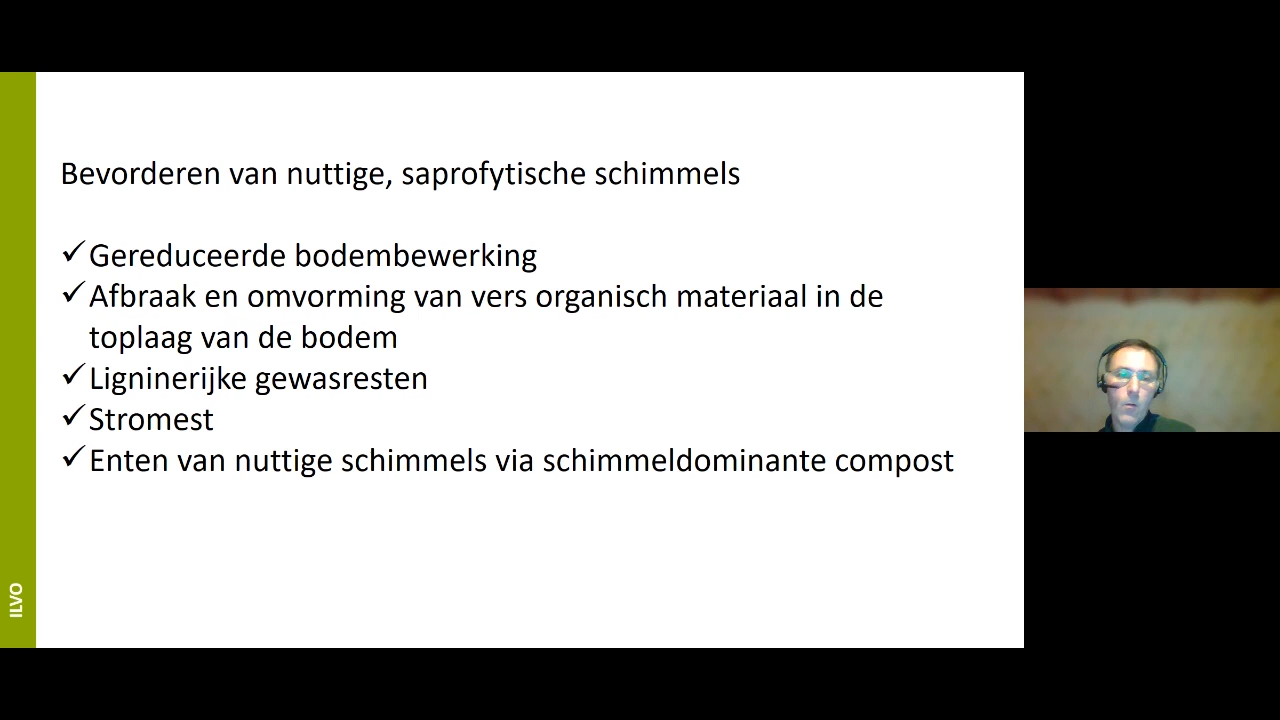 Bevorderen van nuttige, saprofytische schimmels
✓Gereduceerde bodembewerking
✓Afbraak en omvorming van vers organisch materiaal in de
toplaag van de bodem
✓Ligninerijke gewasresten
✓Stromest
✓Enten van nuttige schimmels via schimmeldominante compost
ILVO